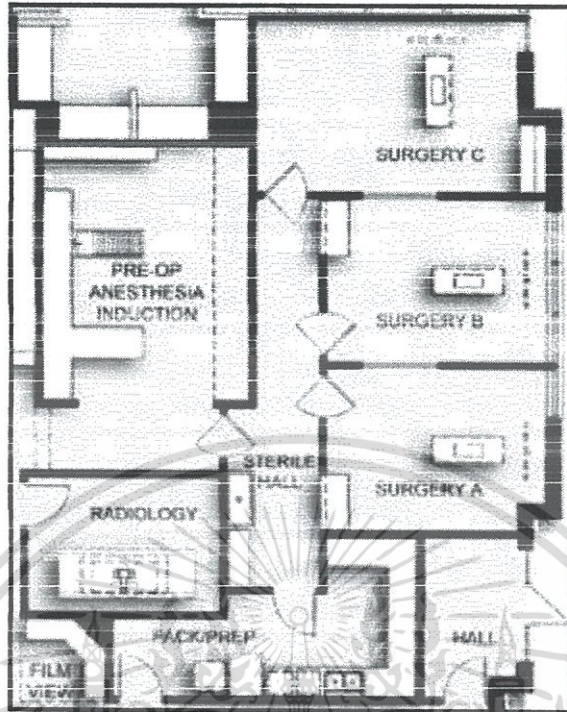 SURGERY C
PRE-OP
ANESTHESIA
INDUCTION
SURGERY B
STERILE
HALL
SURGERY A
RADIOLOGY
PACK/PREP
HALL
FILM
VIEW